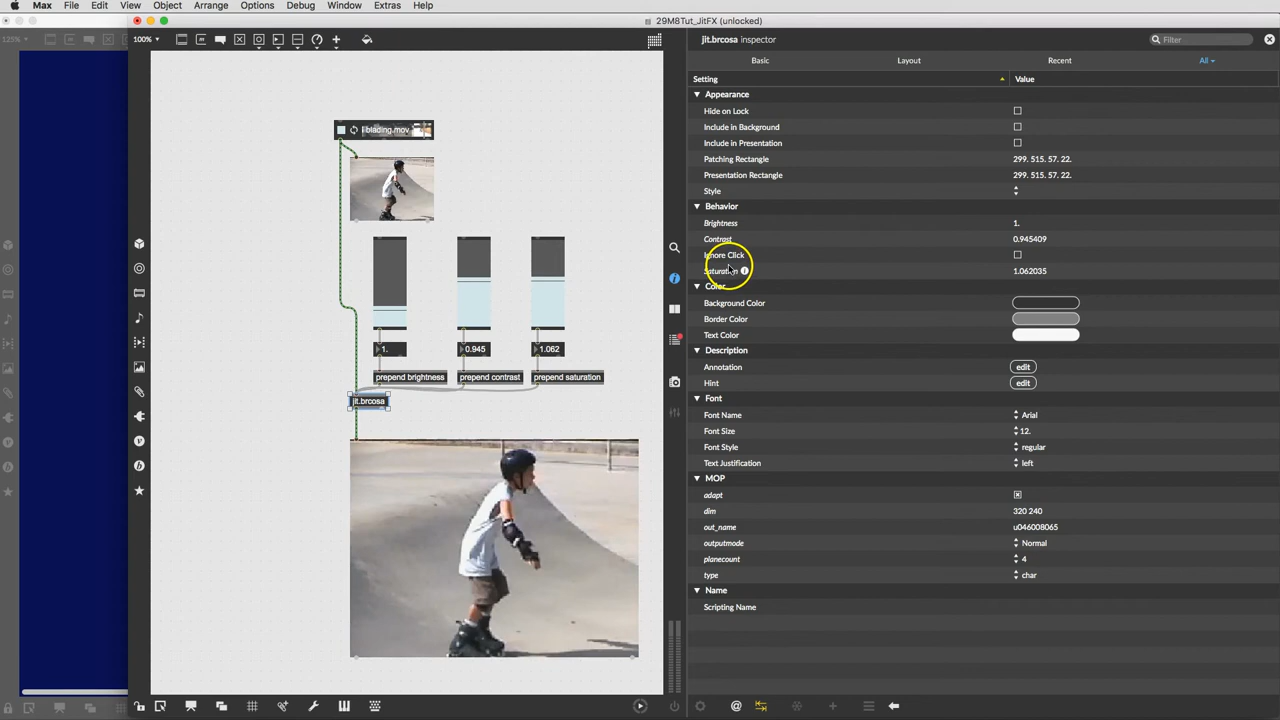 Max File Edit View Object Arrange Options Debug Window Extras Help
29M8Tut_JitFX (unlocked)
125%
100%
blading.mov
1.
0.945
1.062
prepend brightness
prepend contrast
prepend saturation
jit.brcosa
jit.brcosa inspector
Filter
Basic Layout Recent All
Setting Value
Appearance
Hide on Lock
Include in Background
Include in Presentation
Patching Rectangle 299. 515. 57. 22.
Presentation Rectangle 299. 515. 57. 22.
Style
Behavior
Brightness 1.
Contrast 0.945409
Ignore Click
Saturation 1.062035
Color
Background Color
Border Color
Text Color
Description
Annotation edit
Hint edit
Font
Font Name Arial
Font Size 12.
Font Style regular
Text Justification left
MOP
adapt
dim 320 240
out_name u046008065
outputmode Normal
planecount 4
type char
Name
Scripting Name